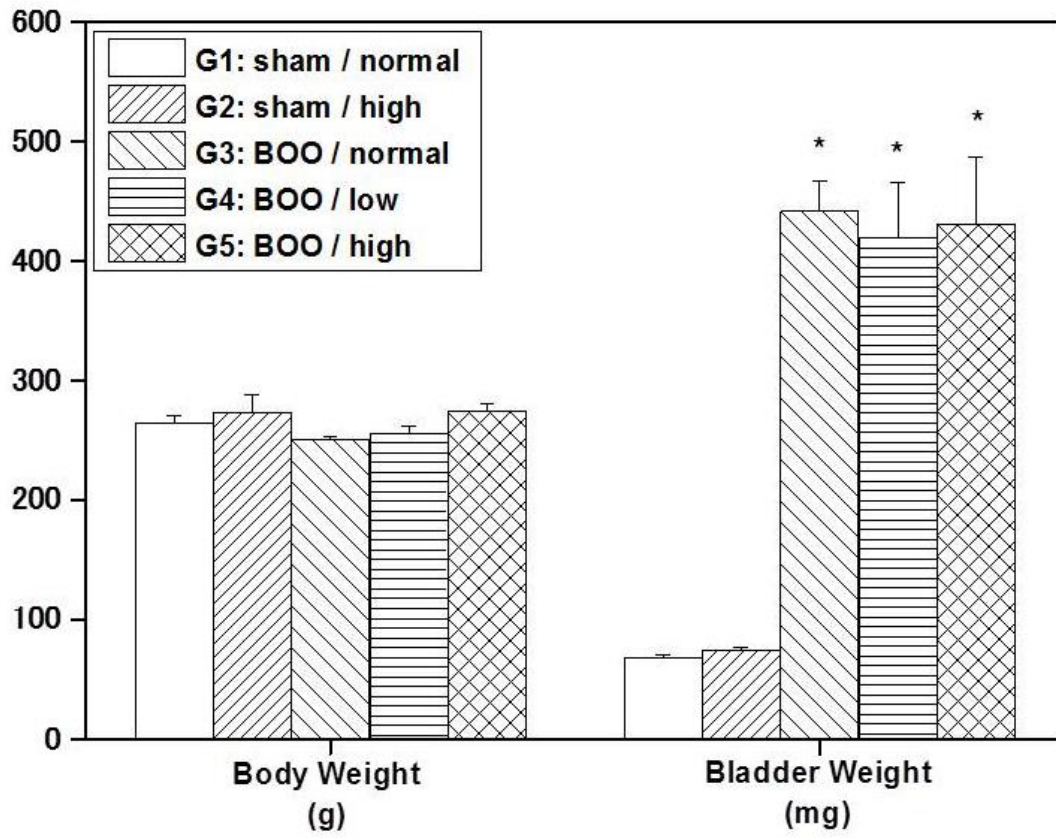 600
500
400
300
200
100
0
G1: sham / normal
G2: sham / high
G3: BOO / normal
G4: BOO / low
G5: BOO / high
*
*
*
Body Weight
(g)
Bladder Weight
(mg)